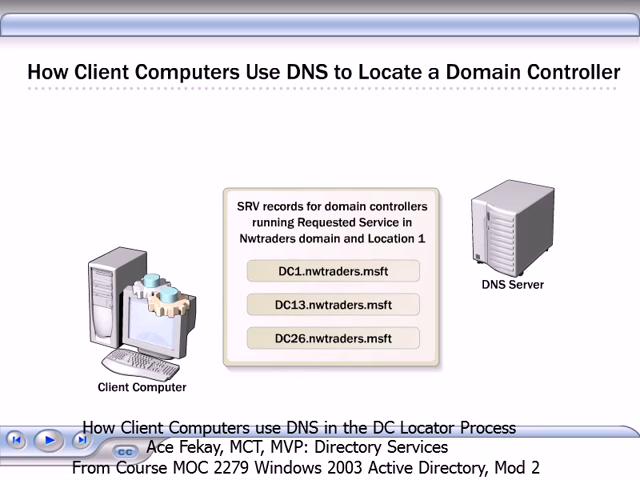 How Client Computers Use DNS to Locate a Domain Controller
SRV records for domain controllers
running Requested Service in
Nwtraders domain and Location 1
DC1.nwtraders.msft
DC13.nwtraders.msft
DC26.nwtraders.msft
DNS Server
Client Computer
CC
How Client Computers use DNS in the DC Locator Process
Ace Fekay, MCT, MVP: Directory Services
From Course MOC 2279 Windows 2003 Active Directory, Mod 2